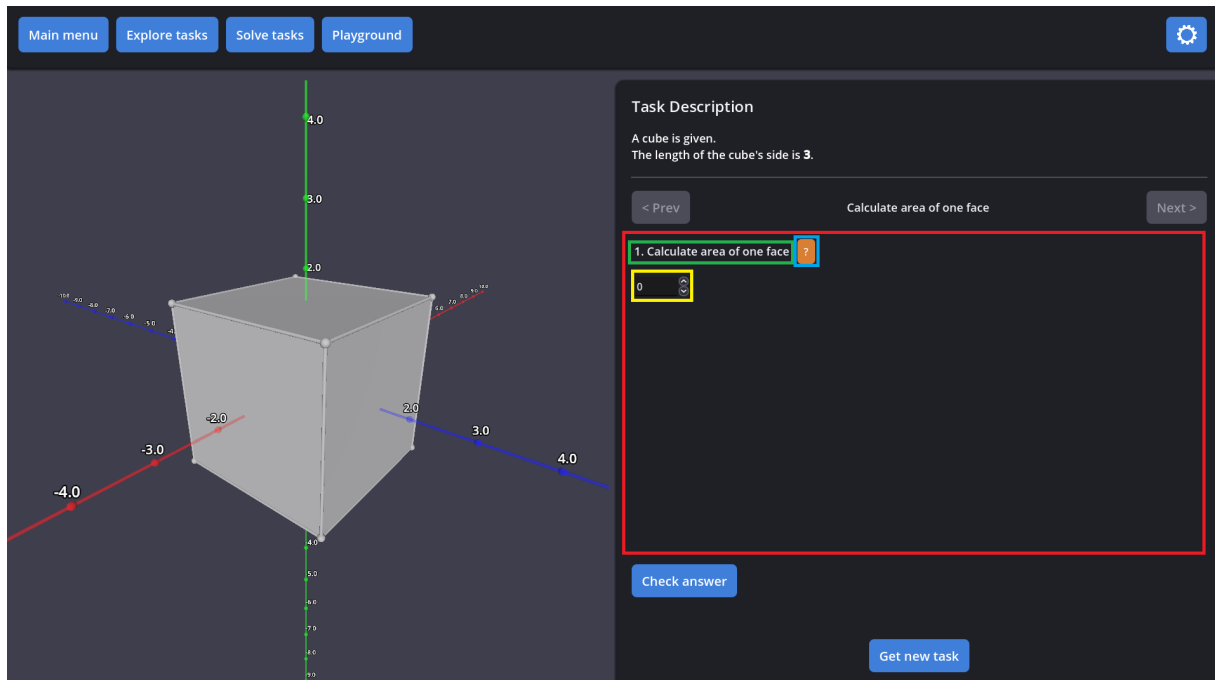 Main menu
Explore tasks
Solve tasks
Playground
4.0
3.0
2.0
Task Description
A cube is given.
The length of the cube's side is 3.
< Prev
Calculate area of one face
Next >
1. Calculate area of one face ?
0
-2.0
-3.0
-4.0
2.0
3.0
4.0
Check answer
Get new task